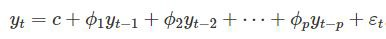 yₜ = c + ϕ₁yₜ₋₁ + ϕ₂yₜ₋₂ + ⋯ + ϕₚyₜ₋ₚ + εₜ